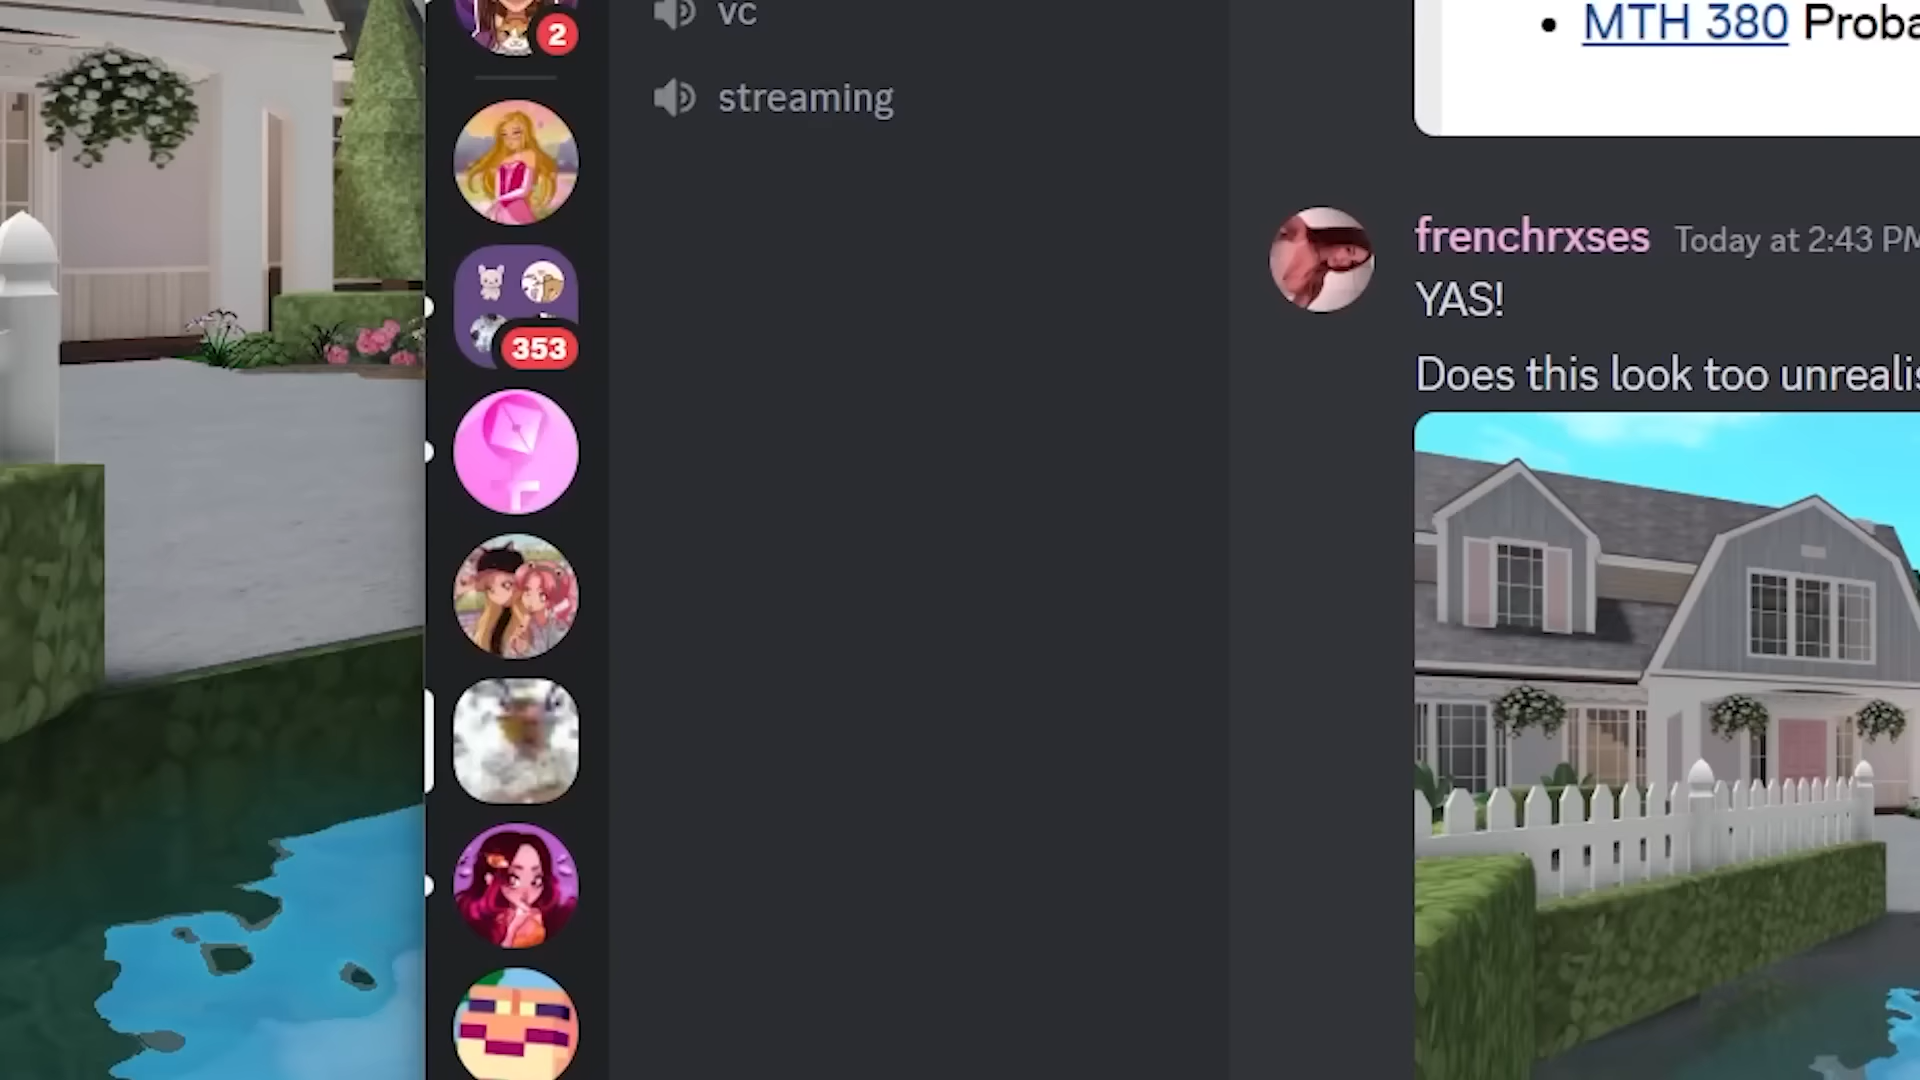 2
vc
streaming
353
MTH 380 Proba
frenchrxses Today at 2:43 PM
YAS!
Does this look too unrealis